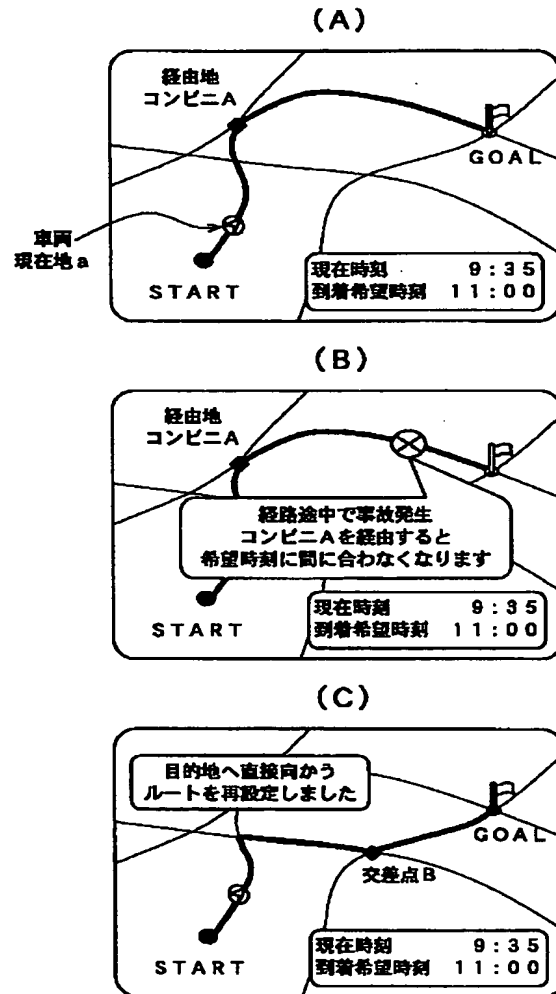 (A)
経由地
コンビニA
GOAL
車両
現在地a
START
現在時刻 9:35
到着希望時刻 11:00
(B)
経由地
コンビニA
経路途中で事故発生
コンビニAを経由すると
希望時刻に間に合わなくなります
START
現在時刻 9:35
到着希望時刻 11:00
(C)
目的地へ直接向かう
ルートを再設定しました
GOAL
交差点B
START
現在時刻 9:35
到着希望時刻 11:00